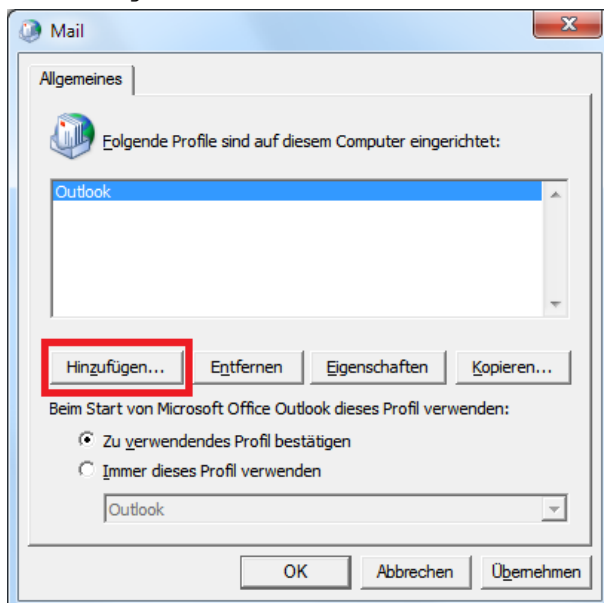 Mail
Allgemeines
Folgende Profile sind auf diesem Computer eingerichtet:
Outlook
Hinzufügen... Entfernen Eigenschaften Kopieren...
Beim Start von Microsoft Office Outlook dieses Profil verwenden:
Zu verwendendes Profil bestätigen
Immer dieses Profil verwenden
Outlook
OK Abbrechen Übernehmen